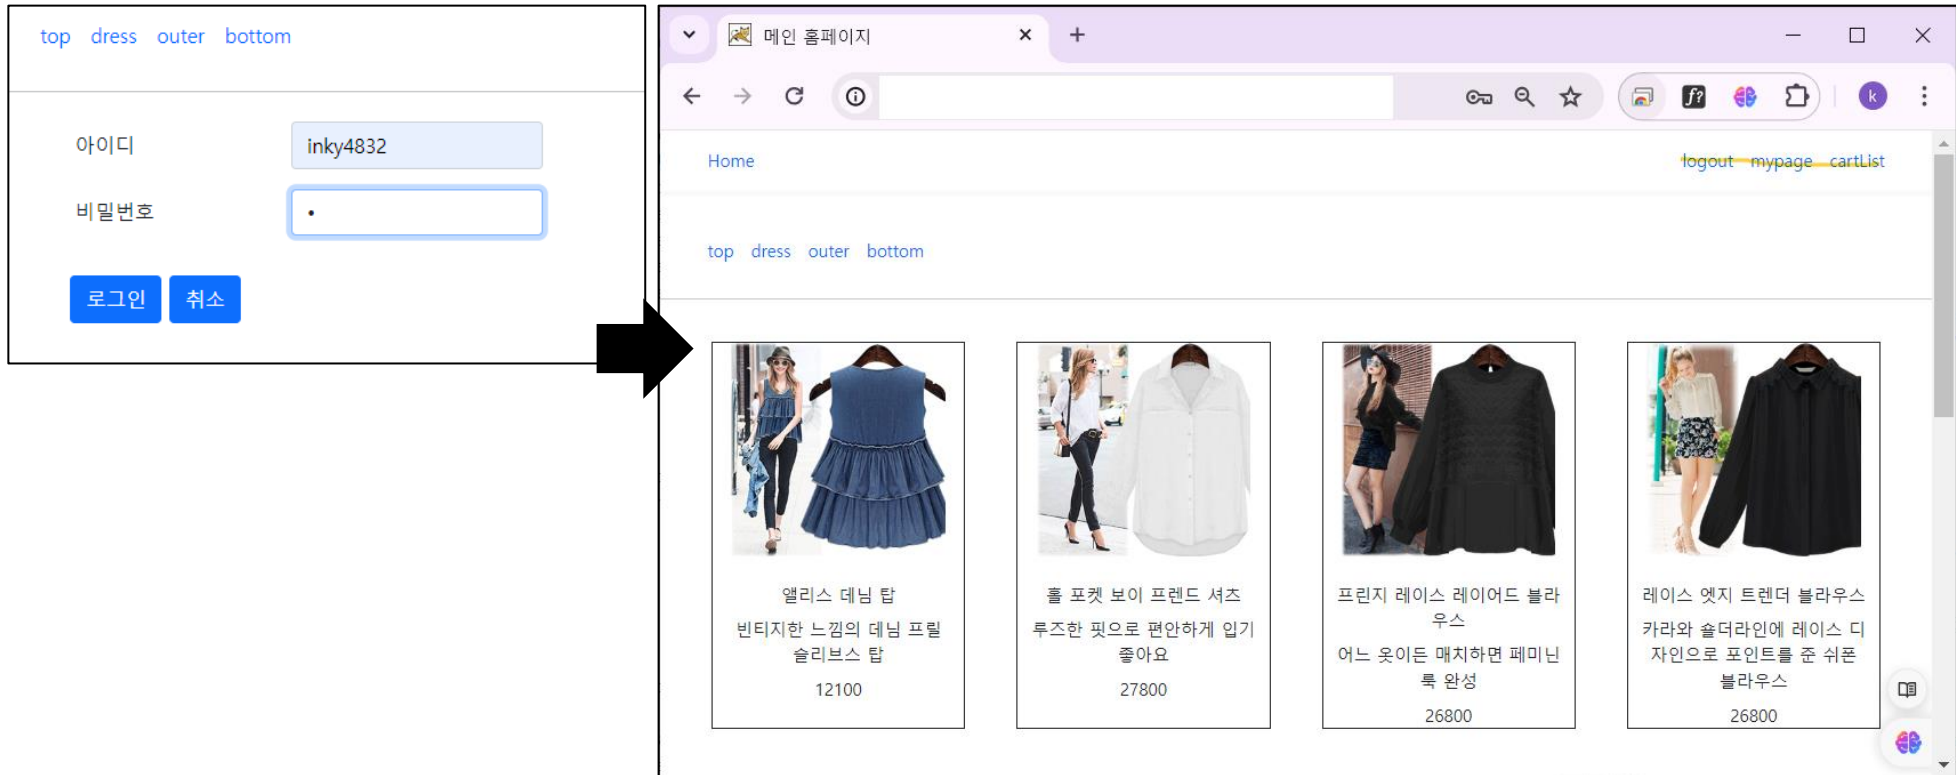 top dress outer bottom
아이디 inky4832
비밀번호 •
로그인 취소
메인 홈페이지
k
Home logout mypage cartList
top dress outer bottom
앨리스 데님 탑
빈티지한 느낌의 데님 프릴
슬리브스 탑
12100
홀 포켓 보이 프렌드 셔츠
루즈한 핏으로 편안하게 입기
좋아요
27800
프린지 레이스 레이어드 블라
우스
어느 옷이든 매치하면 페미닌
룩 완성
26800
레이스 엣지 트렌더 블라우스
카라와 숄더라인에 레이스 디
자인으로 포인트를 준 쉬폰
블라우스
26800